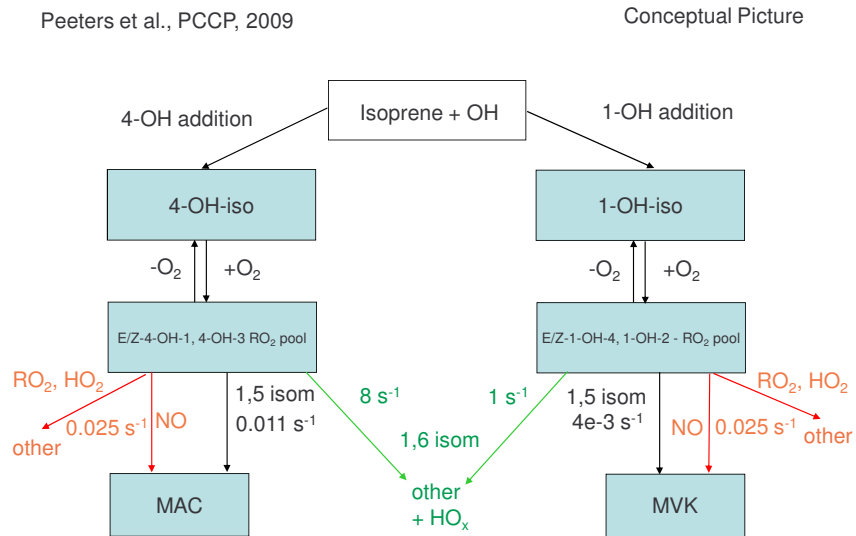 Peeters et al., PCCP, 2009
Conceptual Picture
Isoprene + OH
4-OH addition
1-OH addition
4-OH-iso
1-OH-iso
-O₂
+O₂
-O₂
+O₂
E/Z-4-OH-1, 4-OH-3 RO₂ pool
E/Z-1-OH-4, 1-OH-2 - RO₂ pool
RO₂, HO₂
other
0.025 s⁻¹
NO
1,5 isom
0.011 s⁻¹
8 s⁻¹
1,6 isom
1 s⁻¹
1,5 isom
4e-3 s⁻¹
NO
0.025 s⁻¹
RO₂, HO₂
other
MAC
other
+ HOₓ
MVK